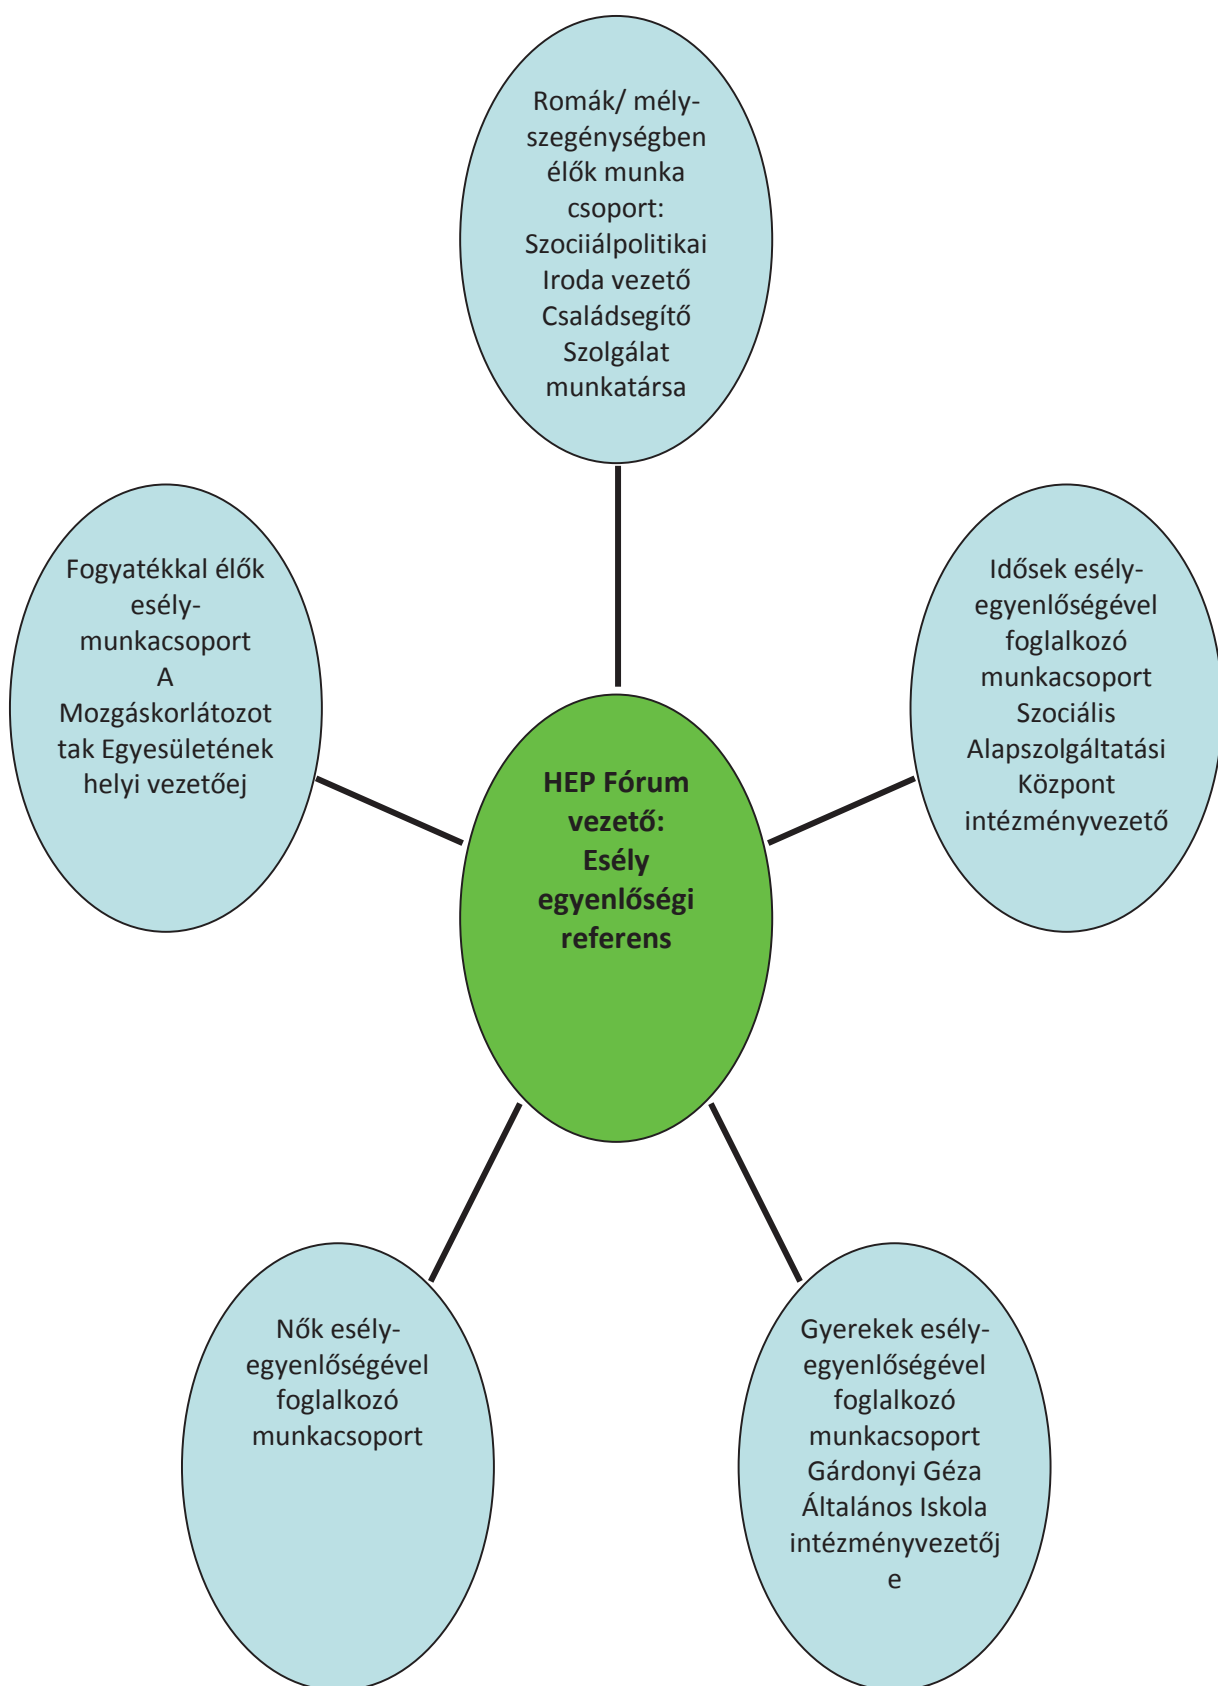 Romák/ mély-
szegénységben
élők munka
csoport:
Szociiálpolitikai
Iroda vezető
Családsegítő
Szolgálat
munkatársa
Fogyatékkal élők
esély-
munkacsoport
A
Mozgáskorlátozot
tak Egyesületének
helyi vezetőej
Idősek esély-
egyenlőségével
foglalkozó
munkacsoport
Szociális
Alapszolgáltatási
Központ
intézményvezető
HEP Fórum
vezető:
Esély
egyenlőségi
referens
Nők esély-
egyenlőségével
foglalkozó
munkacsoport
Gyerekek esély-
egyenlőségével
foglalkozó
munkacsoport
Gárdonyi Géza
Általános Iskola
intézményvezetőj
e